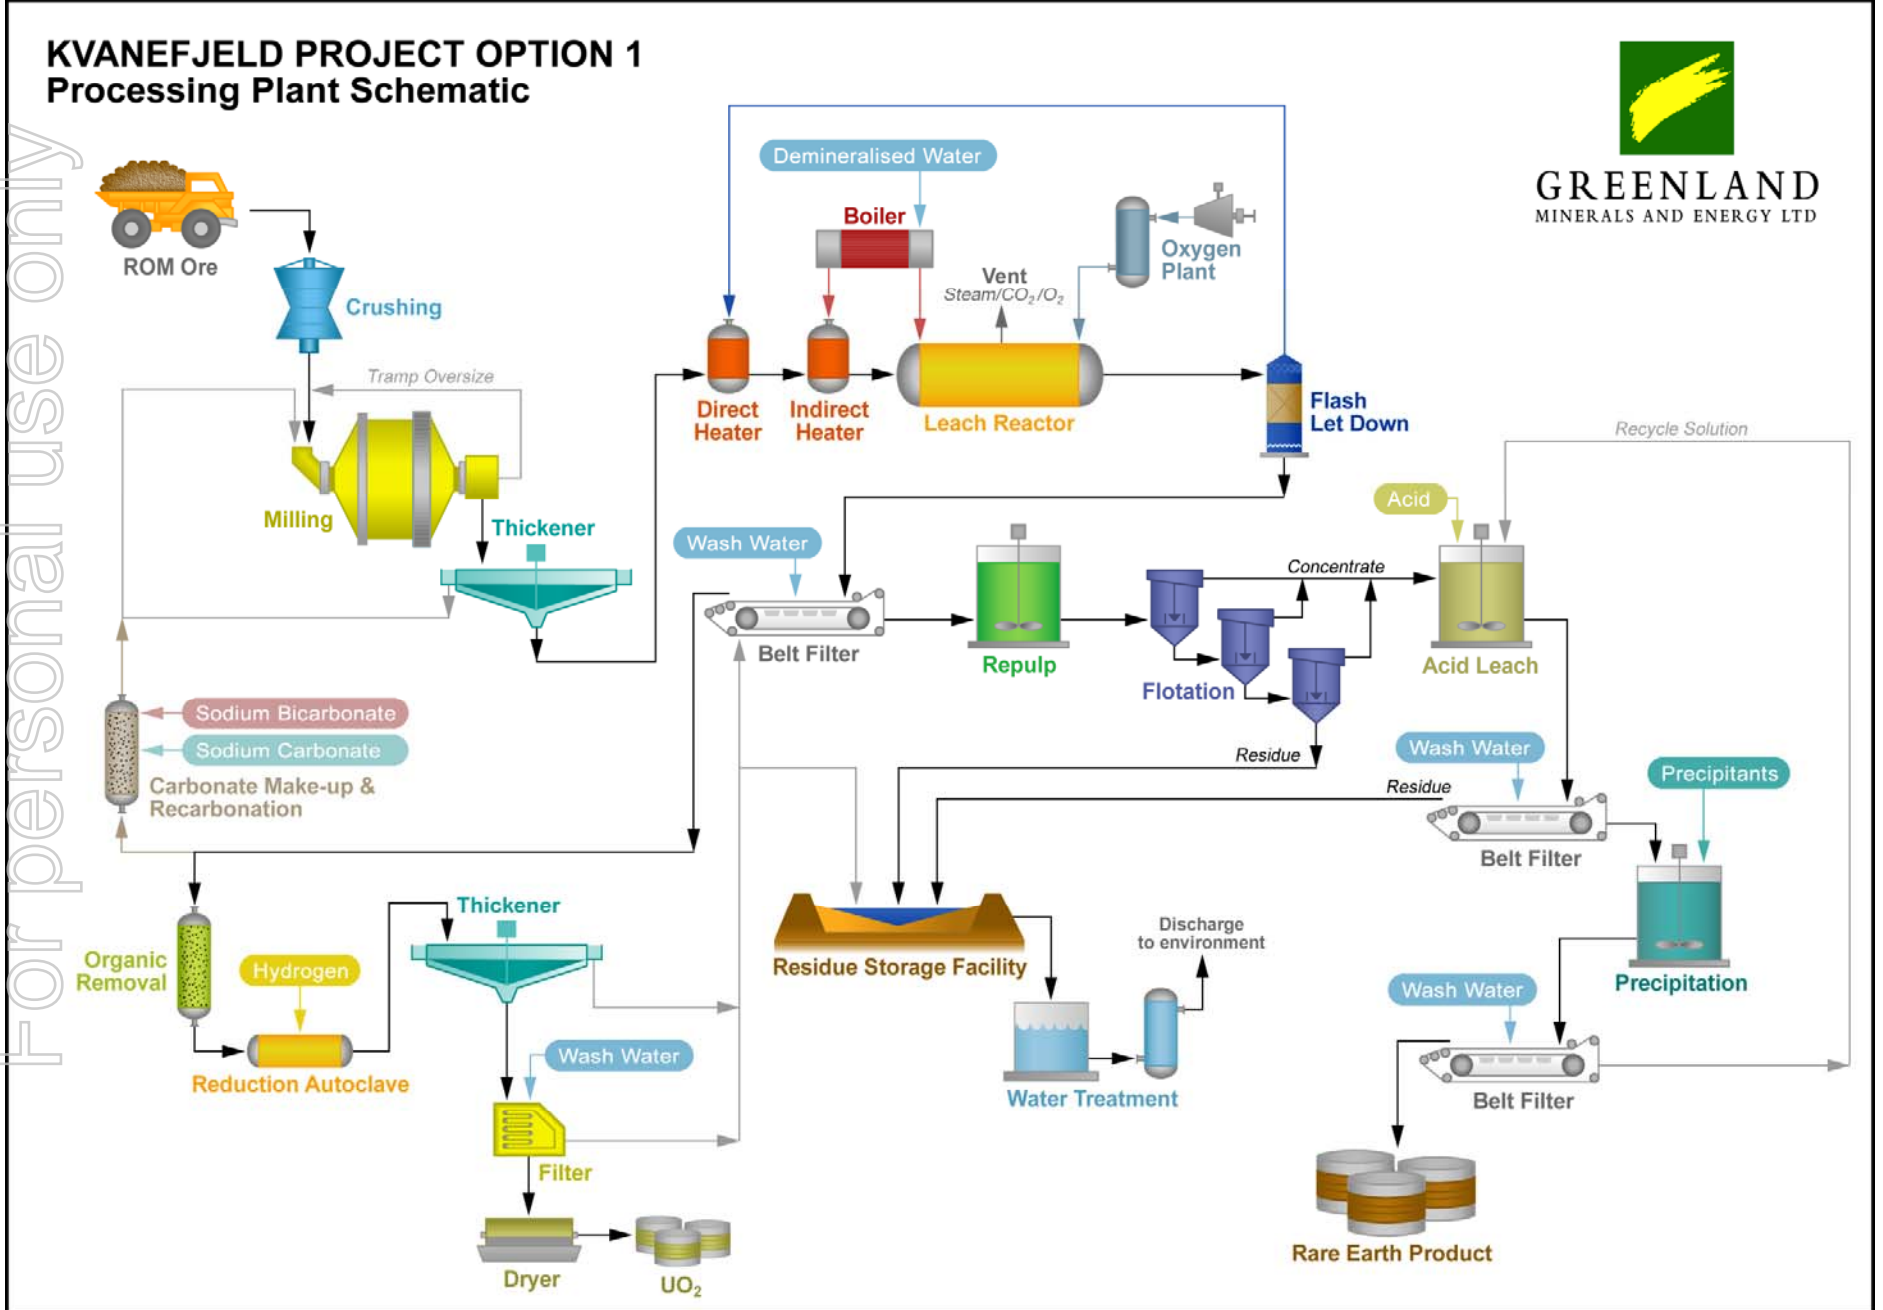 KVANEFJELD PROJECT OPTION 1
Processing Plant Schematic
GREENLAND
MINERALS AND ENERGY LTD
For personal use only
ROM Ore
Crushing
Tramp Oversize
Milling
Thickener
Demineralised Water
Boiler
Vent
Steam/CO2/O2
Oxygen
Plant
Direct
Heater
Indirect
Heater
Leach Reactor
Flash
Let Down
Recycle Solution
Acid
Wash Water
Belt Filter
Repulp
Concentrate
Flotation
Acid Leach
Residue
Sodium Bicarbonate
Sodium Carbonate
Carbonate Make-up &
Recarbonation
Wash Water
Precipitants
Residue
Belt Filter
Organic
Removal
Hydrogen
Thickener
Reduction Autoclave
Residue Storage Facility
Discharge
to environment
Precipitation
Wash Water
Wash Water
Water Treatment
Belt Filter
Filter
Dryer
UO2
Rare Earth Product